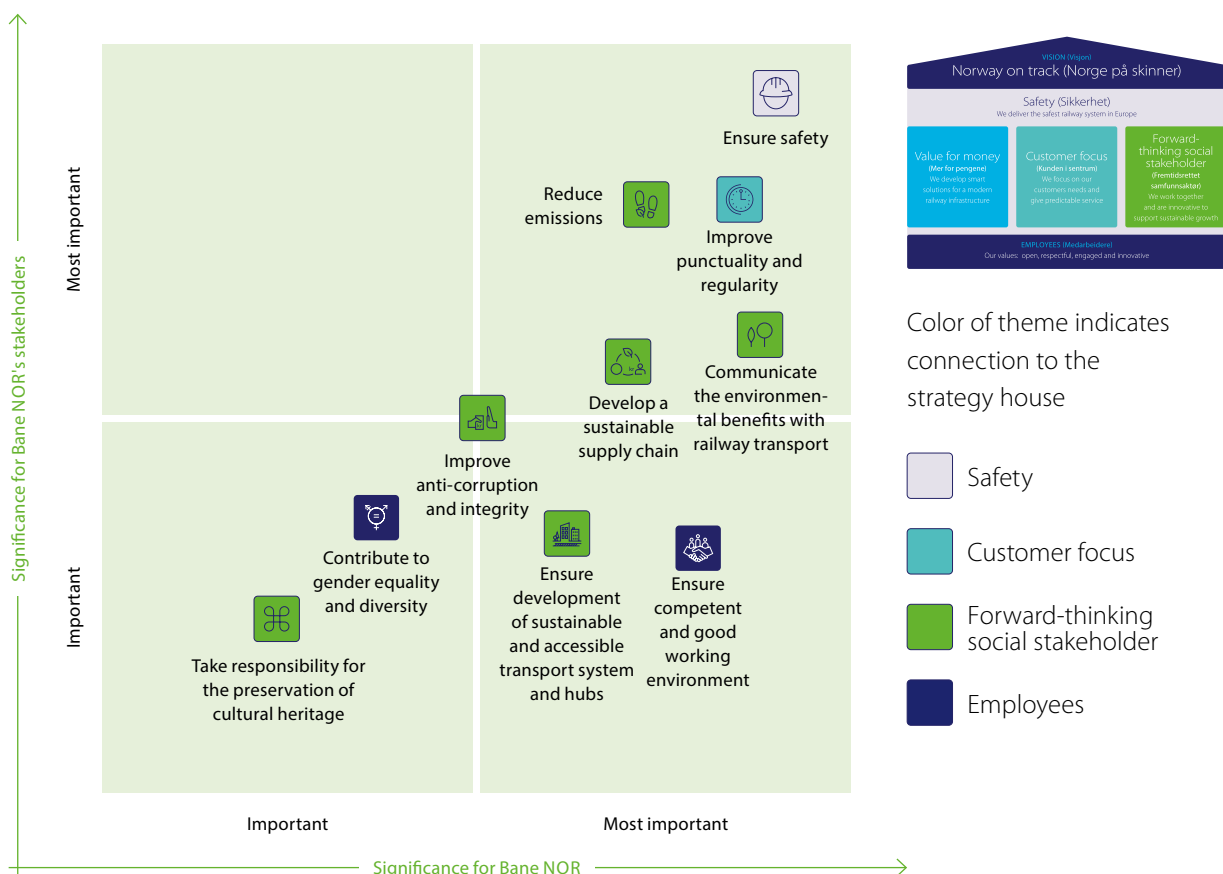 Significance for Bane NOR's stakeholders
Most important
Important
Ensure safety
Reduce
emissions
Improve
punctuality and
regularity
Communicate
the environmen-
tal benefits with
railway transport
Develop a
sustainable
supply chain
Improve
anti-corruption
and integrity
Contribute to
gender equality
and diversity
Take responsibility for
the preservation of
cultural heritage
Ensure
development
of sustainable
and accessible
transport system
and hubs
Ensure
competent
and good
working
environment
Important
Most important
Significance for Bane NOR
VISION (Visjon)
Norway on track (Norge på skinner)
Safety (Sikkerhet)
We deliver the safest railway system in Europe
Value for money
(Mer for pengene)
We develop smart
solutions for a modern
railway infrastructure
Customer focus
(Kunden i sentrum)
We focus on our
customers needs and
give predictable service
Forward-
thinking social
stakeholder
(Fremtidsrettet
samfunnsaktør)
We work together
and are innovative to
support sustainable growth
EMPLOYEES (Medarbeidere)
Our values: open, respectful, engaged and innovative
Color of theme indicates
connection to the
strategy house
Safety
Customer focus
Forward-thinking
social stakeholder
Employees